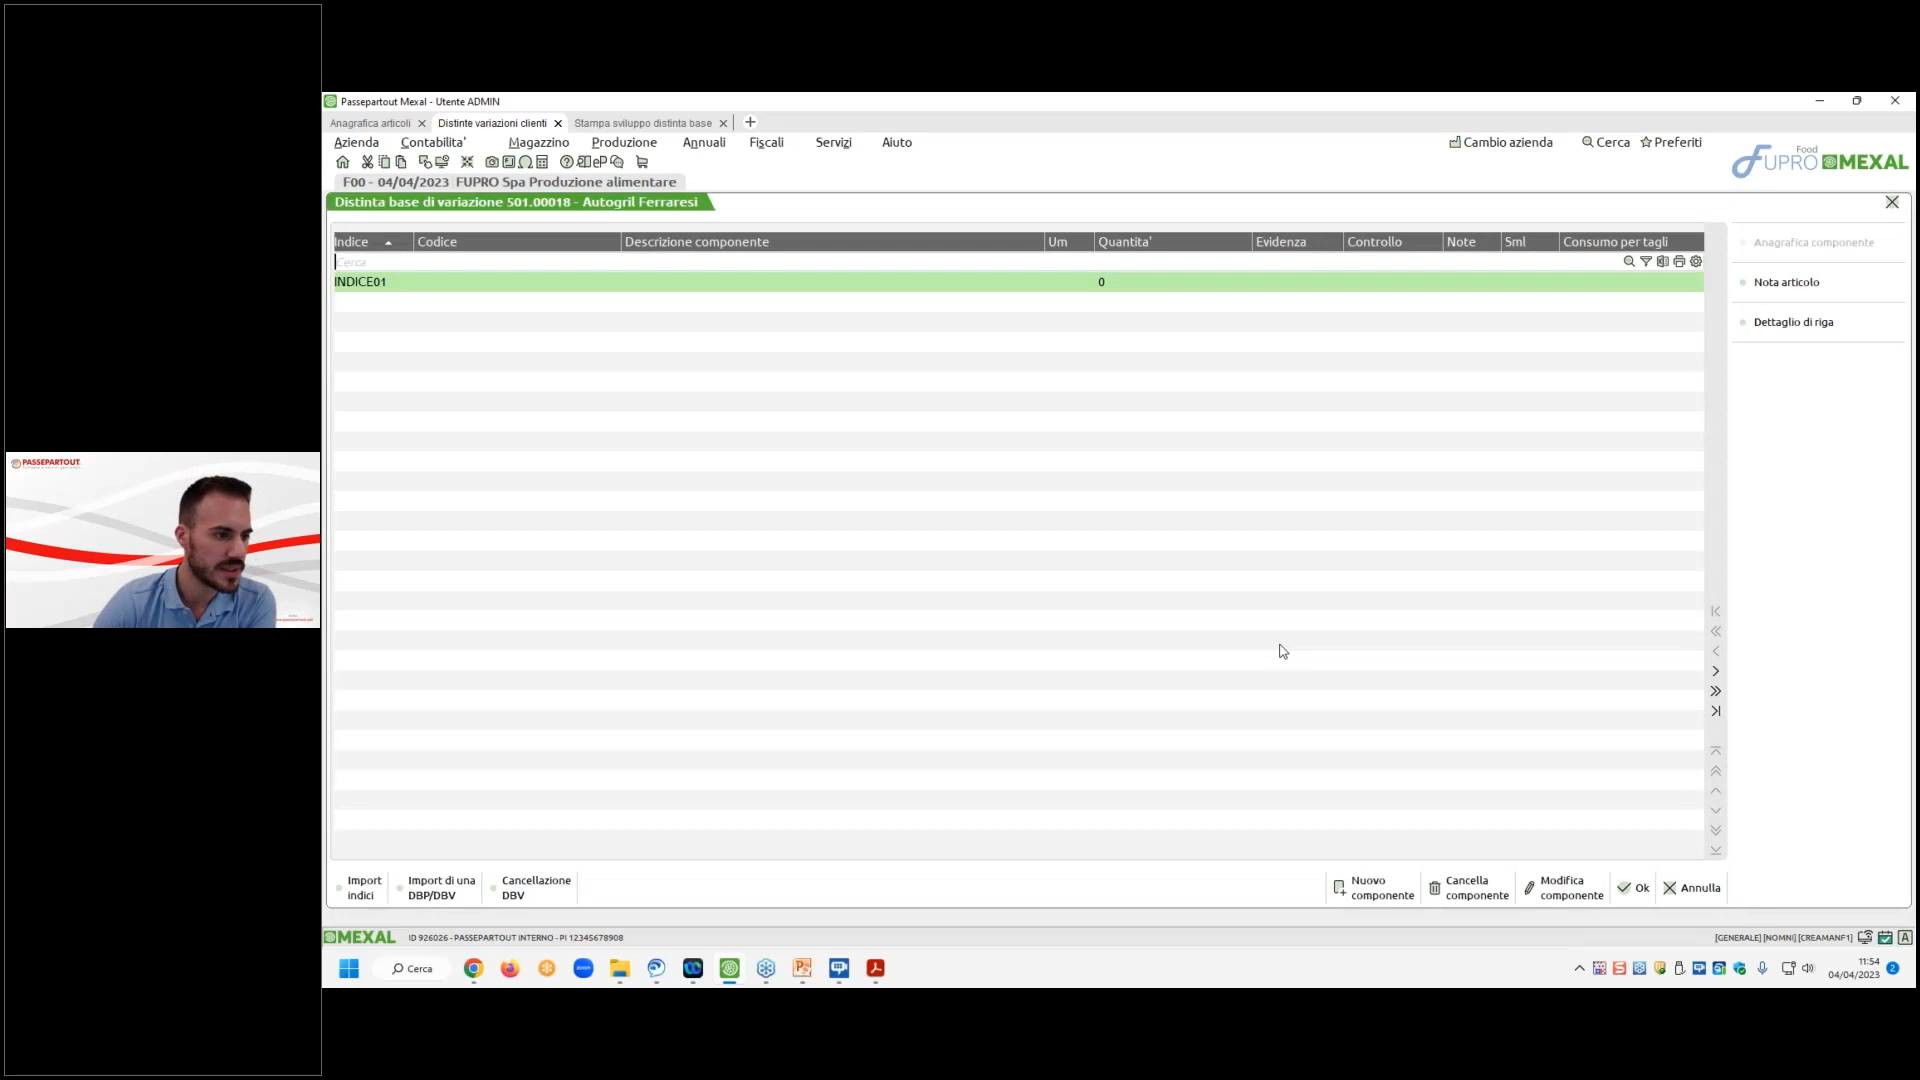 PASSEPARTOUT
Passepartout Mexal - Utente ADMIN
Anagrafica articoli
Distinte variazioni clienti
Stampa sviluppo distinta base
Azienda
Contabilita'
Magazzino
Produzione
Annuali
Fiscali
Servizi
Aiuto
Cambio azienda
Cerca
Preferiti
Food
FUPRO
MEXAL
F00 - 04/04/2023 FUPRO Spa Produzione alimentare
Distinta base di variazione 501.00018 - Autogril Ferraresi
Indice
Codice
Descrizione componente
Um
Quantita'
Evidenza
Controllo
Note
Sml
Consumo per tagli
Cerca
INDICE01
0
Anagrafica componente
Nota articolo
Dettaglio di riga
Import
indici
Import di una
DBP/DBV
Cancellazione
DBV
Nuovo
componente
Cancella
componente
Modifica
componente
Ok
Annulla
MEXAL
ID 926026 - PASSEPARTOUT INTERNO - PI 12345678908
[GENERALE] [NOMNI] [CREAMANF1]
A
Cerca
11:54
04/04/2023
2